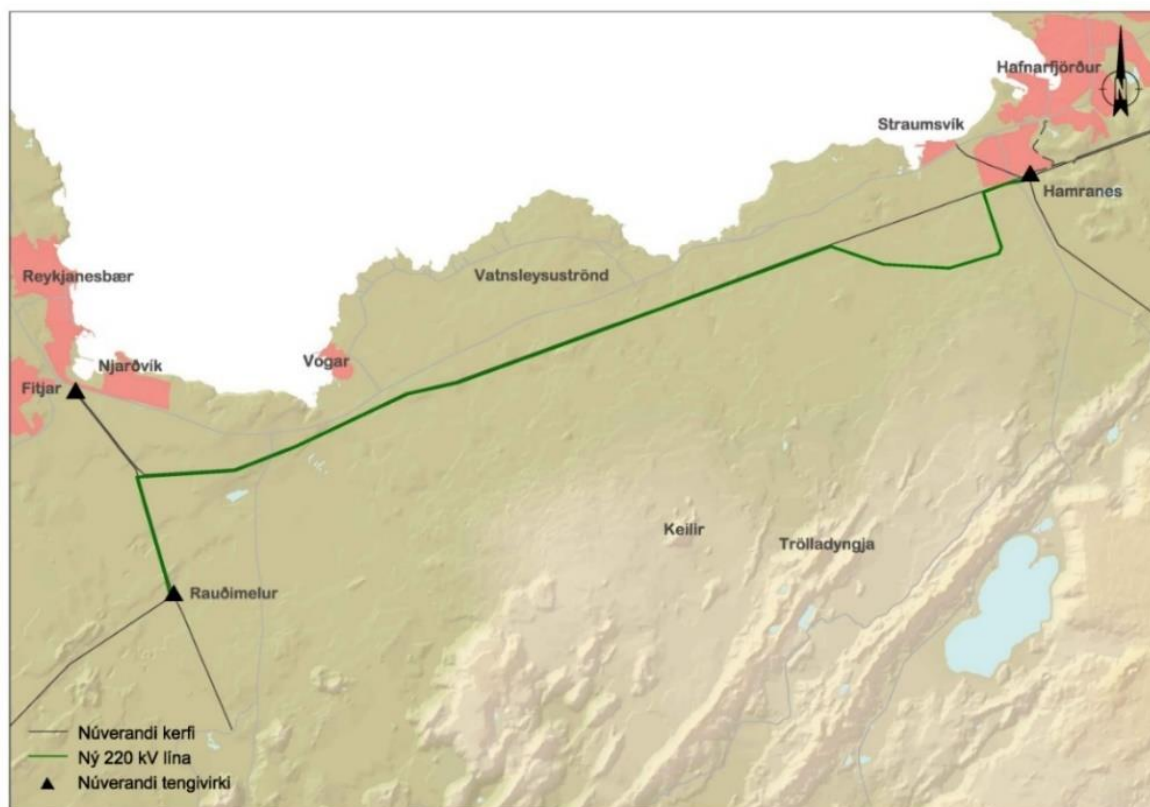 Hafnarfjörður
N
Straumsvík
Hamranes
Reykjanesbær
Vatnsleysuströnd
Njarðvík
Vogar
Fitjar
Keilir
Trölladyngja
Rauðimelur
Núverandi kerfi
Ný 220 kV lína
Núverandi tengivirki